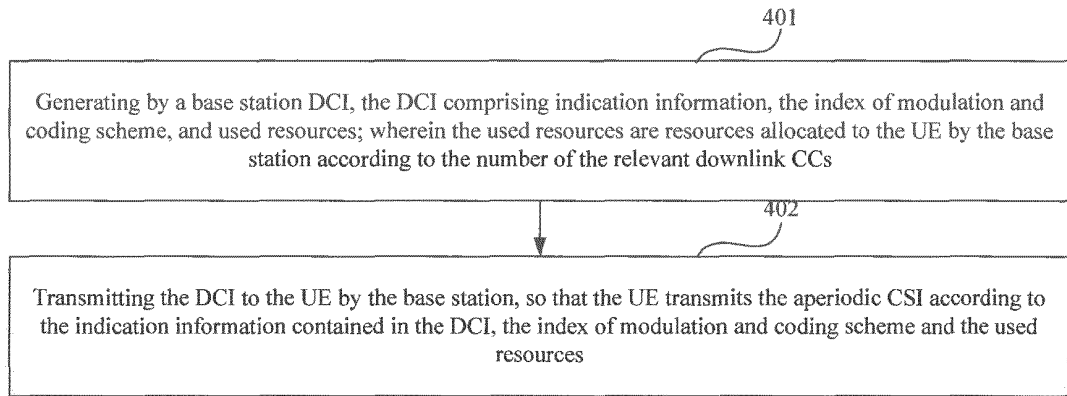 401
Generating by a base station DCI, the DCI comprising indication information, the index of modulation and
coding scheme, and used resources; wherein the used resources are resources allocated to the UE by the base
station according to the number of the relevant downlink CCs
402
Transmitting the DCI to the UE by the base station, so that the UE transmits the aperiodic CSI according to
the indication information contained in the DCI, the index of modulation and coding scheme and the used
resources